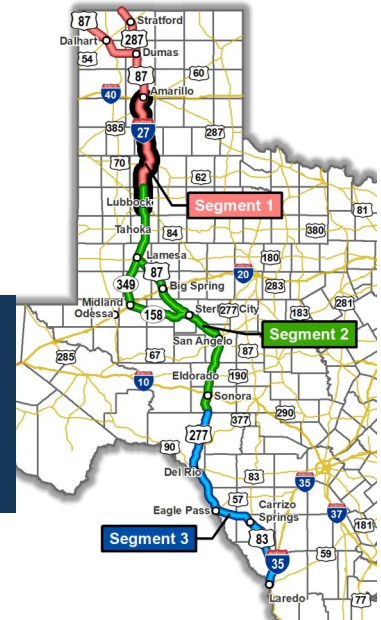 87
Stratford
Dalhart
287
Dumas
54
87
60
Amarillo
40
385
27
287
70
62
Lubbock
Segment 1
81
Tahoka
84
380
Lamesa
180
87
20
349
Big Spring
283
Midland
Sterling City
277
281
Odessa
158
183
Segment 2
San Angelo
285
67
87
Eldorado
190
10
Sonora
290
377
277
90
Del Rio
83
35
57
Eagle Pass
Carrizo
Springs
37
181
Segment 3
83
59
35
Laredo
77